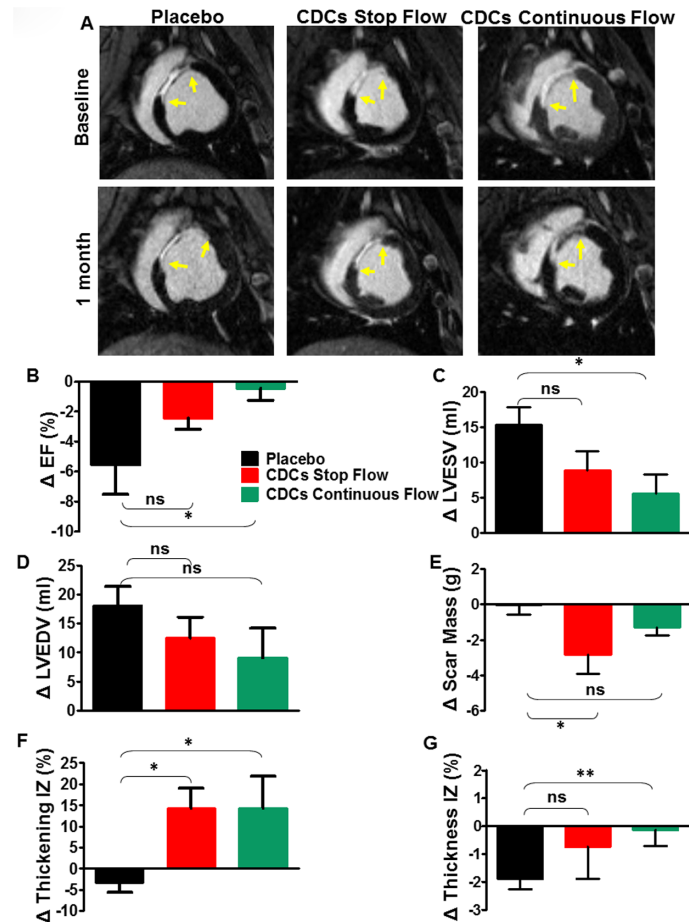 A
Placebo
CDCs Stop Flow
CDCs Continuous Flow
Baseline
1 month
B
Δ EF (%)
0
-2
-4
-6
-8
-10
ns
*
Placebo
CDCs Stop Flow
CDCs Continuous Flow
C
Δ LVESV (ml)
20
15
10
5
0
ns
*
D
Δ LVEDV (ml)
25
20
15
10
5
0
ns
ns
E
Δ Scar Mass (g)
2
0
-2
-4
-6
ns
*
F
Δ Thickening IZ (%)
25
20
15
10
5
0
-5
-10
*
*
G
Δ Thickness IZ (%)
2
1
0
-1
-2
-3
ns
**